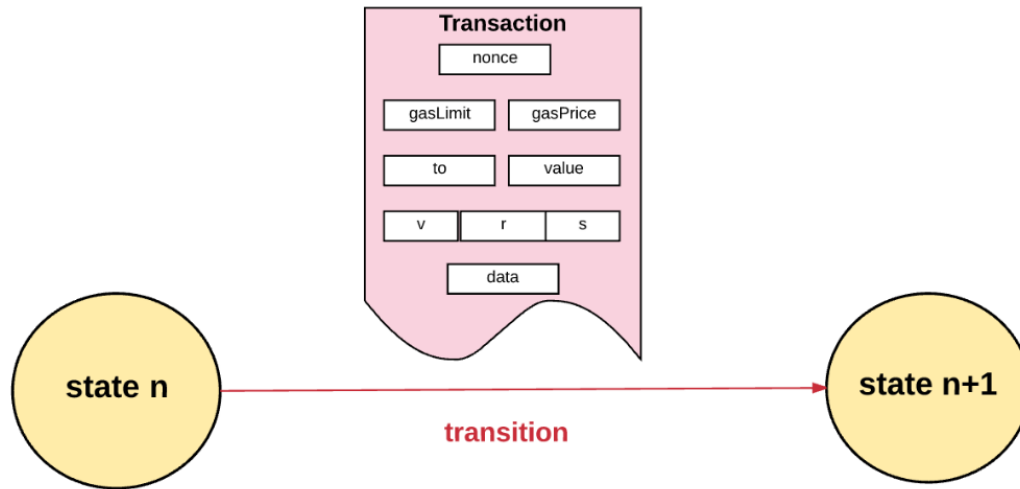 Transaction
nonce
gasLimit gasPrice
to value
v r s
data
state n state n+1
transition